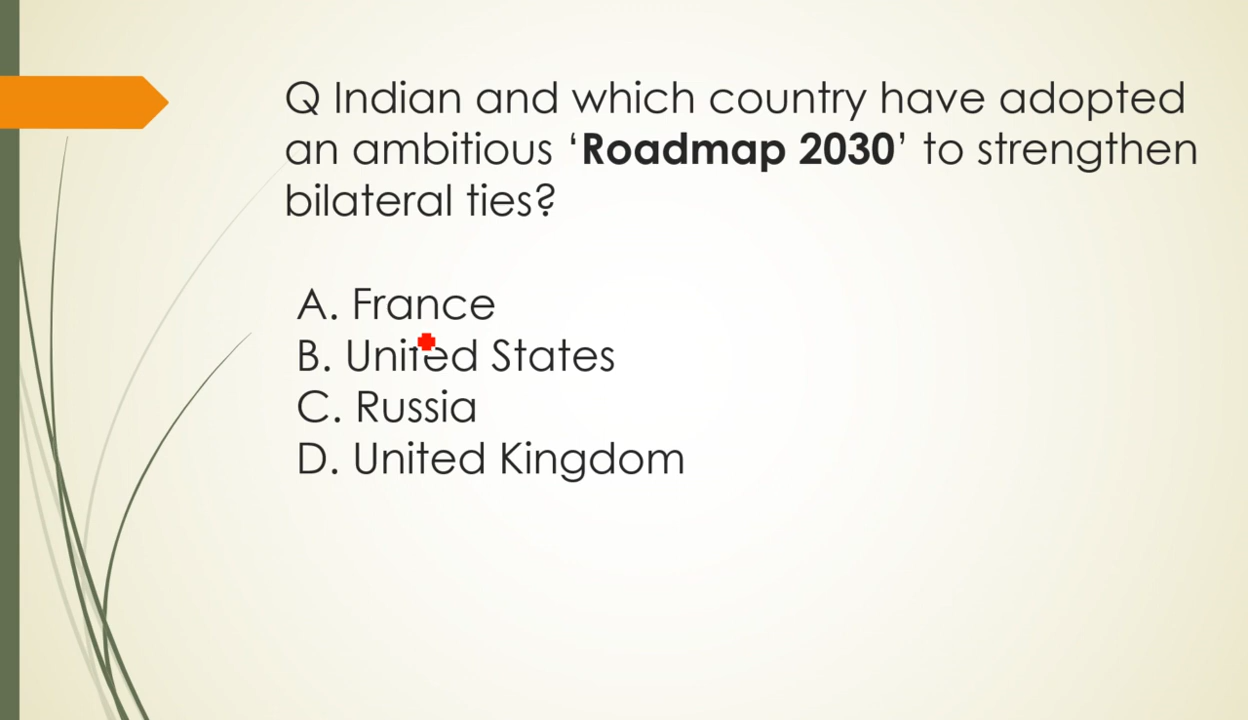 Q Indian and which country have adopted
an ambitious ‘Roadmap 2030’ to strengthen
bilateral ties?
A. France
B. United States
C. Russia
D. United Kingdom